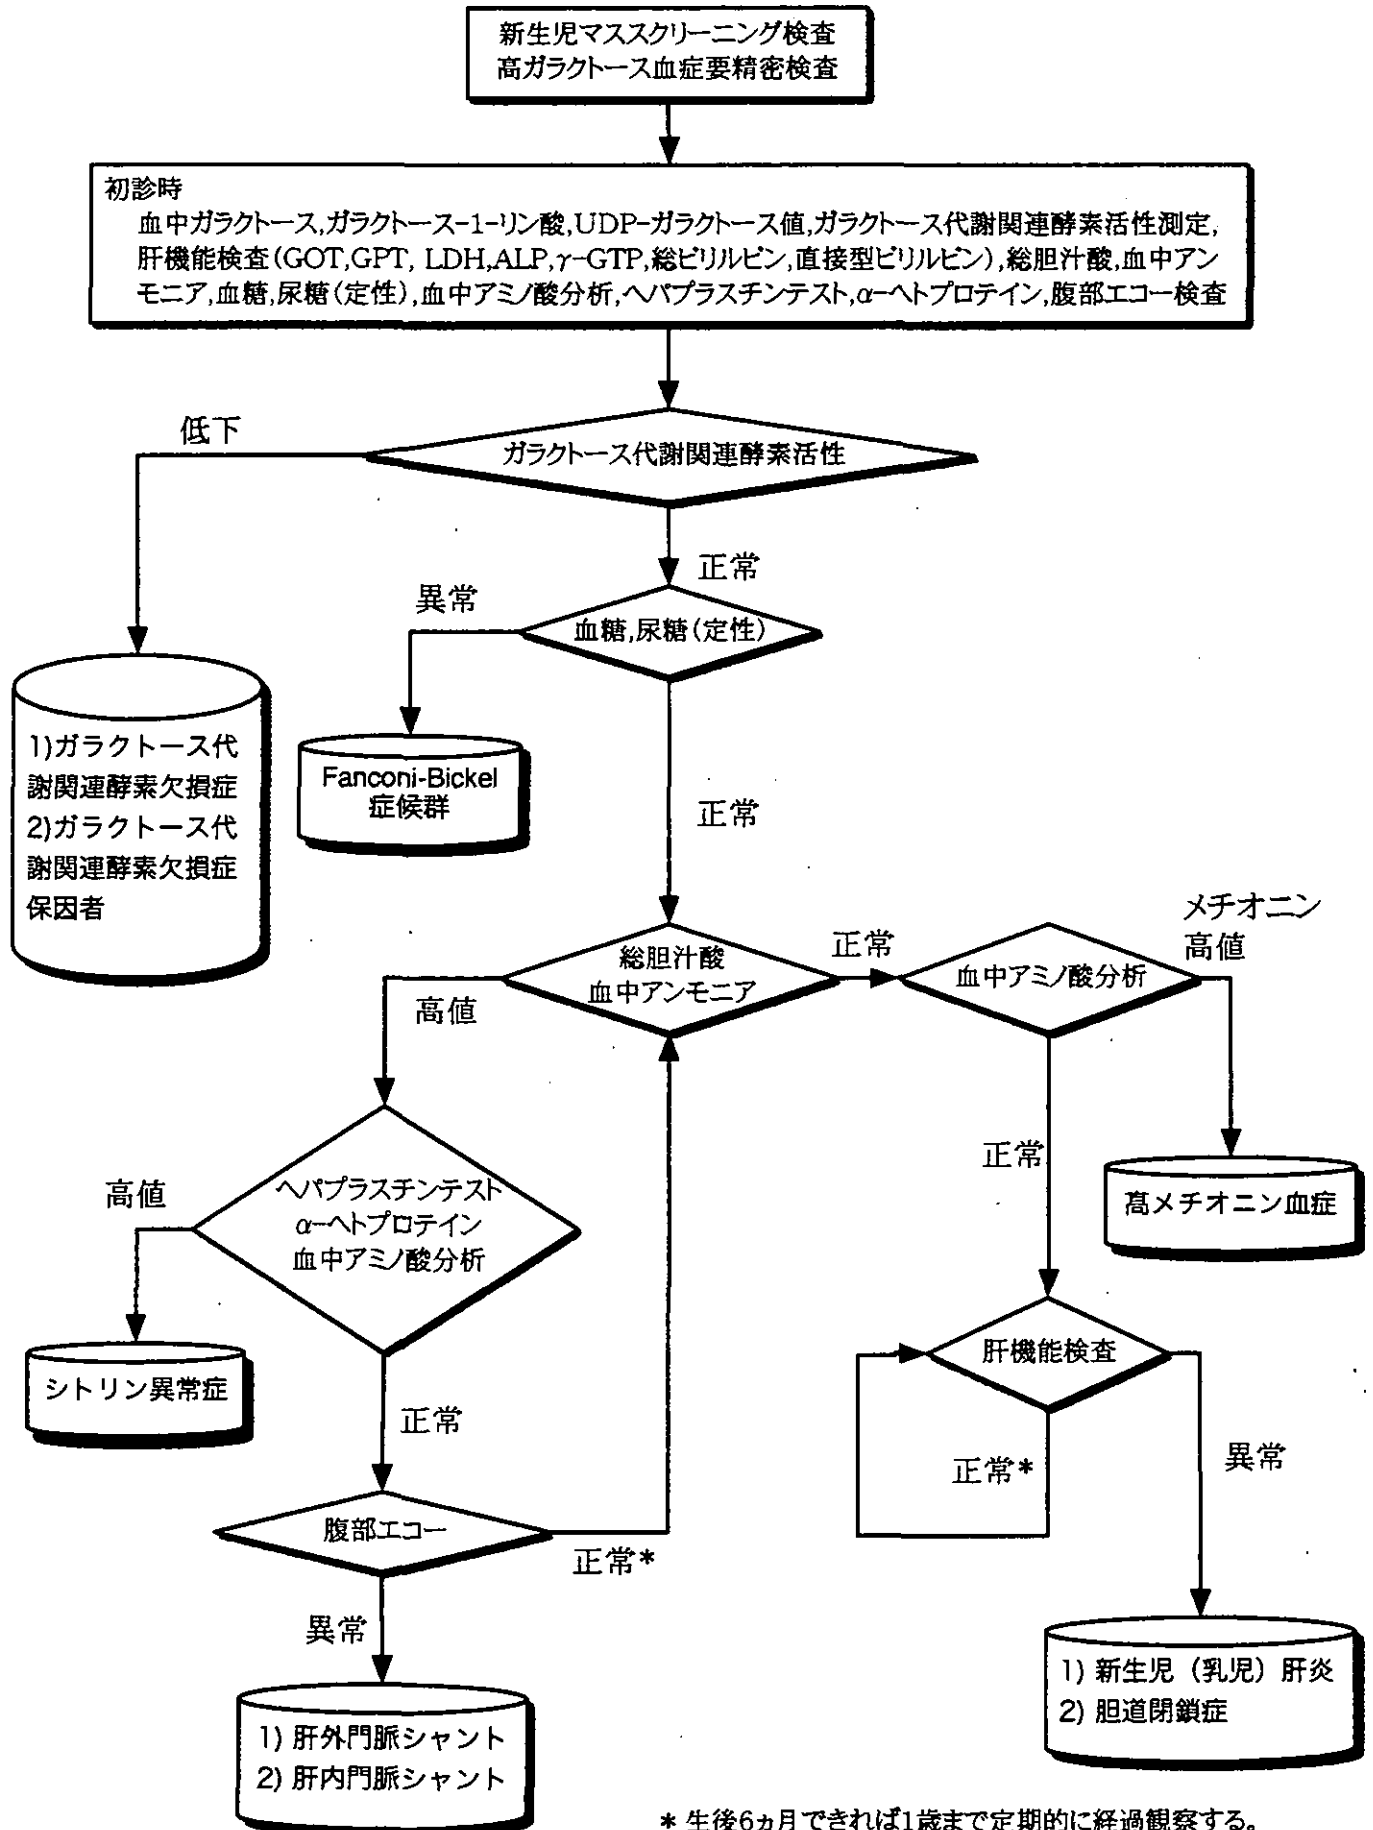 新生児マススクリーニング検査
高ガラクトース血症要精密検査
初診時
血中ガラクトース,ガラクトース-1-リン酸,UDP-ガラクトース値,ガラクトース代謝関連酵素活性測定,
肝機能検査(GOT,GPT, LDH,ALP,γ-GTP,総ビリルビン,直接型ビリルビン),総胆汁酸,血中アン
モニア,血糖,尿糖(定性),血中アミノ酸分析,ヘパプラスチンテスト,α-ヘトプロテイン,腹部エコー検査
低下
ガラクトース代謝関連酵素活性
正常
異常
血糖,尿糖(定性)
1)ガラクトース代
謝関連酵素欠損症
2)ガラクトース代
謝関連酵素欠損症
保因者
Fanconi-Bickel
症候群
正常
総胆汁酸
血中アンモニア
正常
血中アミノ酸分析
メチオニン
高値
高値
高値
ヘパプラスチンテスト
α-ヘトプロテイン
血中アミノ酸分析
正常
高メチオニン血症
シトリン異常症
正常
肝機能検査
正常*
異常
腹部エコー
正常*
異常
1) 肝外門脈シャント
2) 肝内門脈シャント
1) 新生児（乳児）肝炎
2) 胆道閉鎖症
* 生後6ヵ月できれば1歳まで定期的に経過観察する。